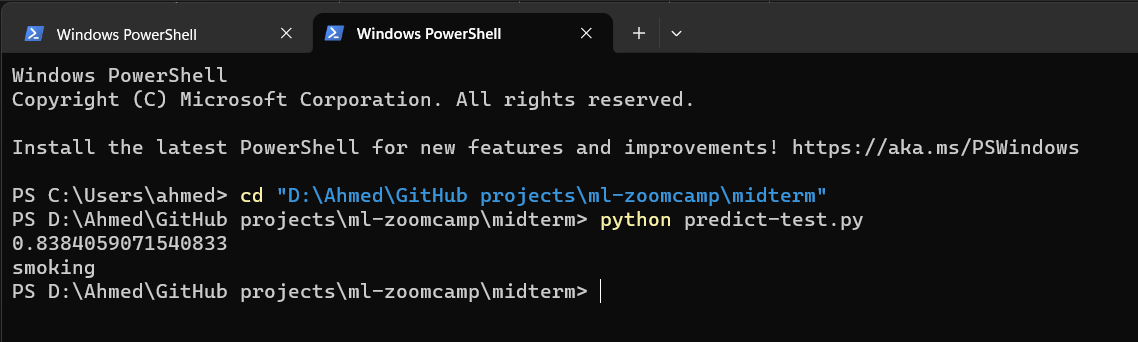 Windows PowerShell
Windows PowerShell
Windows PowerShell
Copyright (C) Microsoft Corporation. All rights reserved.
Install the latest PowerShell for new features and improvements! https://aka.ms/PSWindows
PS C:\Users\ahmed> cd "D:\Ahmed\GitHub projects\ml-zoomcamp\midterm"
PS D:\Ahmed\GitHub projects\ml-zoomcamp\midterm> python predict-test.py
0.8384059071540833
smoking
PS D:\Ahmed\GitHub projects\ml-zoomcamp\midterm>